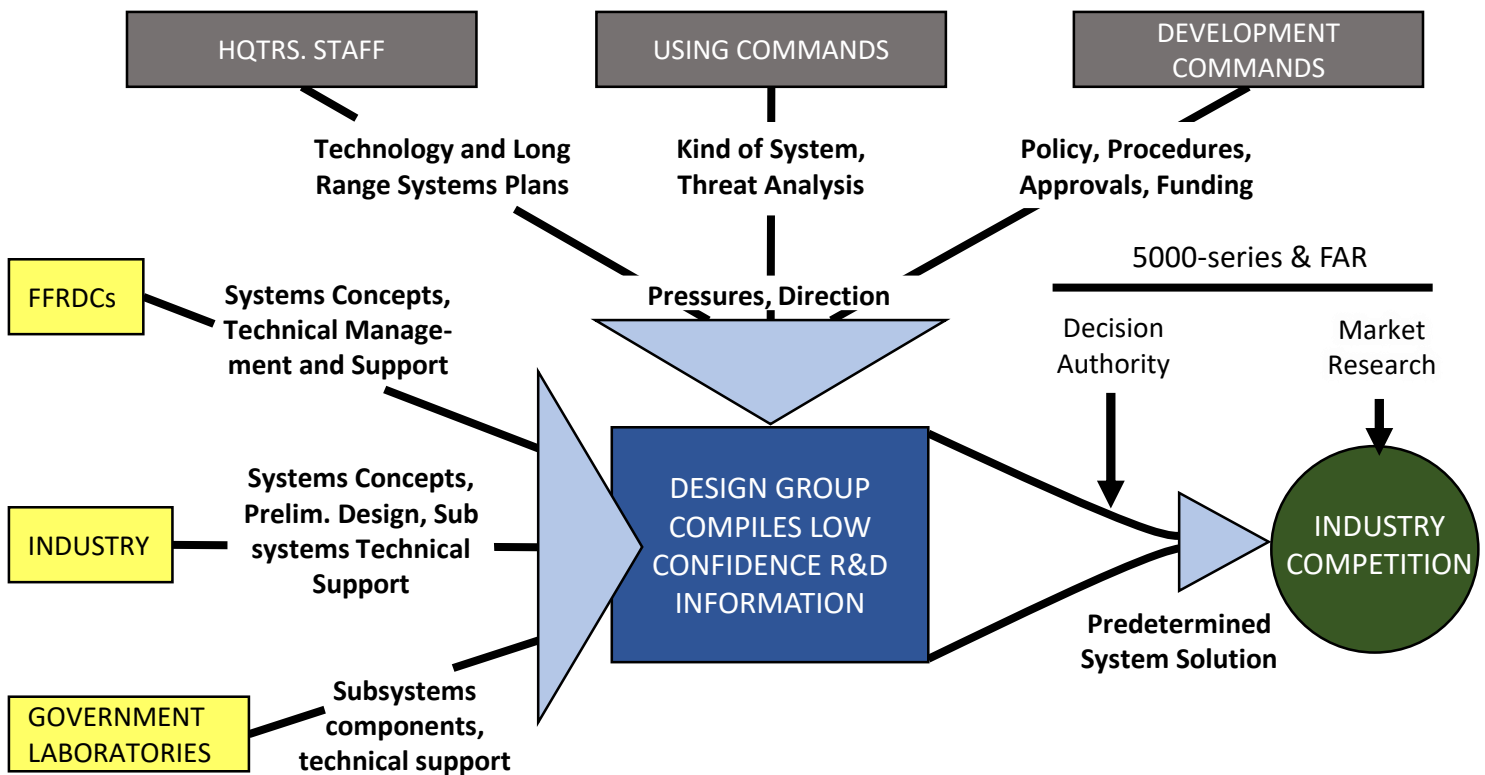 HQTRS. STAFF
USING COMMANDS
DEVELOPMENT
COMMANDS
Technology and Long
Range Systems Plans
Kind of System,
Threat Analysis
Policy, Procedures,
Approvals, Funding
5000-series & FAR
FFRDCs
Systems Concepts,
Technical Manage-
ment and Support
Pressures, Direction
Decision
Authority
Market
Research
INDUSTRY
Systems Concepts,
Prelim. Design, Sub
systems Technical
Support
DESIGN GROUP
COMPILES LOW
CONFIDENCE R&D
INFORMATION
INDUSTRY
COMPETITION
Predetermined
System Solution
GOVERNMENT
LABORATORIES
Subsystems
components,
technical support